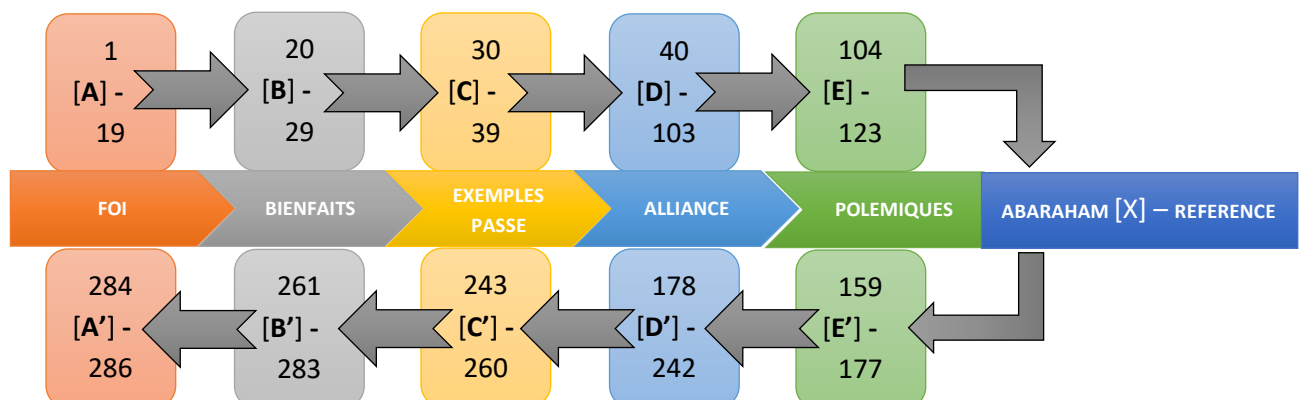 1 20 30 40 104
[A] - [B] - [C] - [D] - [E] -
19 29 39 103 123
FOI BIENFAITS EXEMPLES PASSE ALLIANCE POLEMIQUES ABARAHAM [X] – REFERENCE
284 261 243 178 159
[A’] - [B’] - [C’] - [D’] - [E’] -
286 283 260 242 177